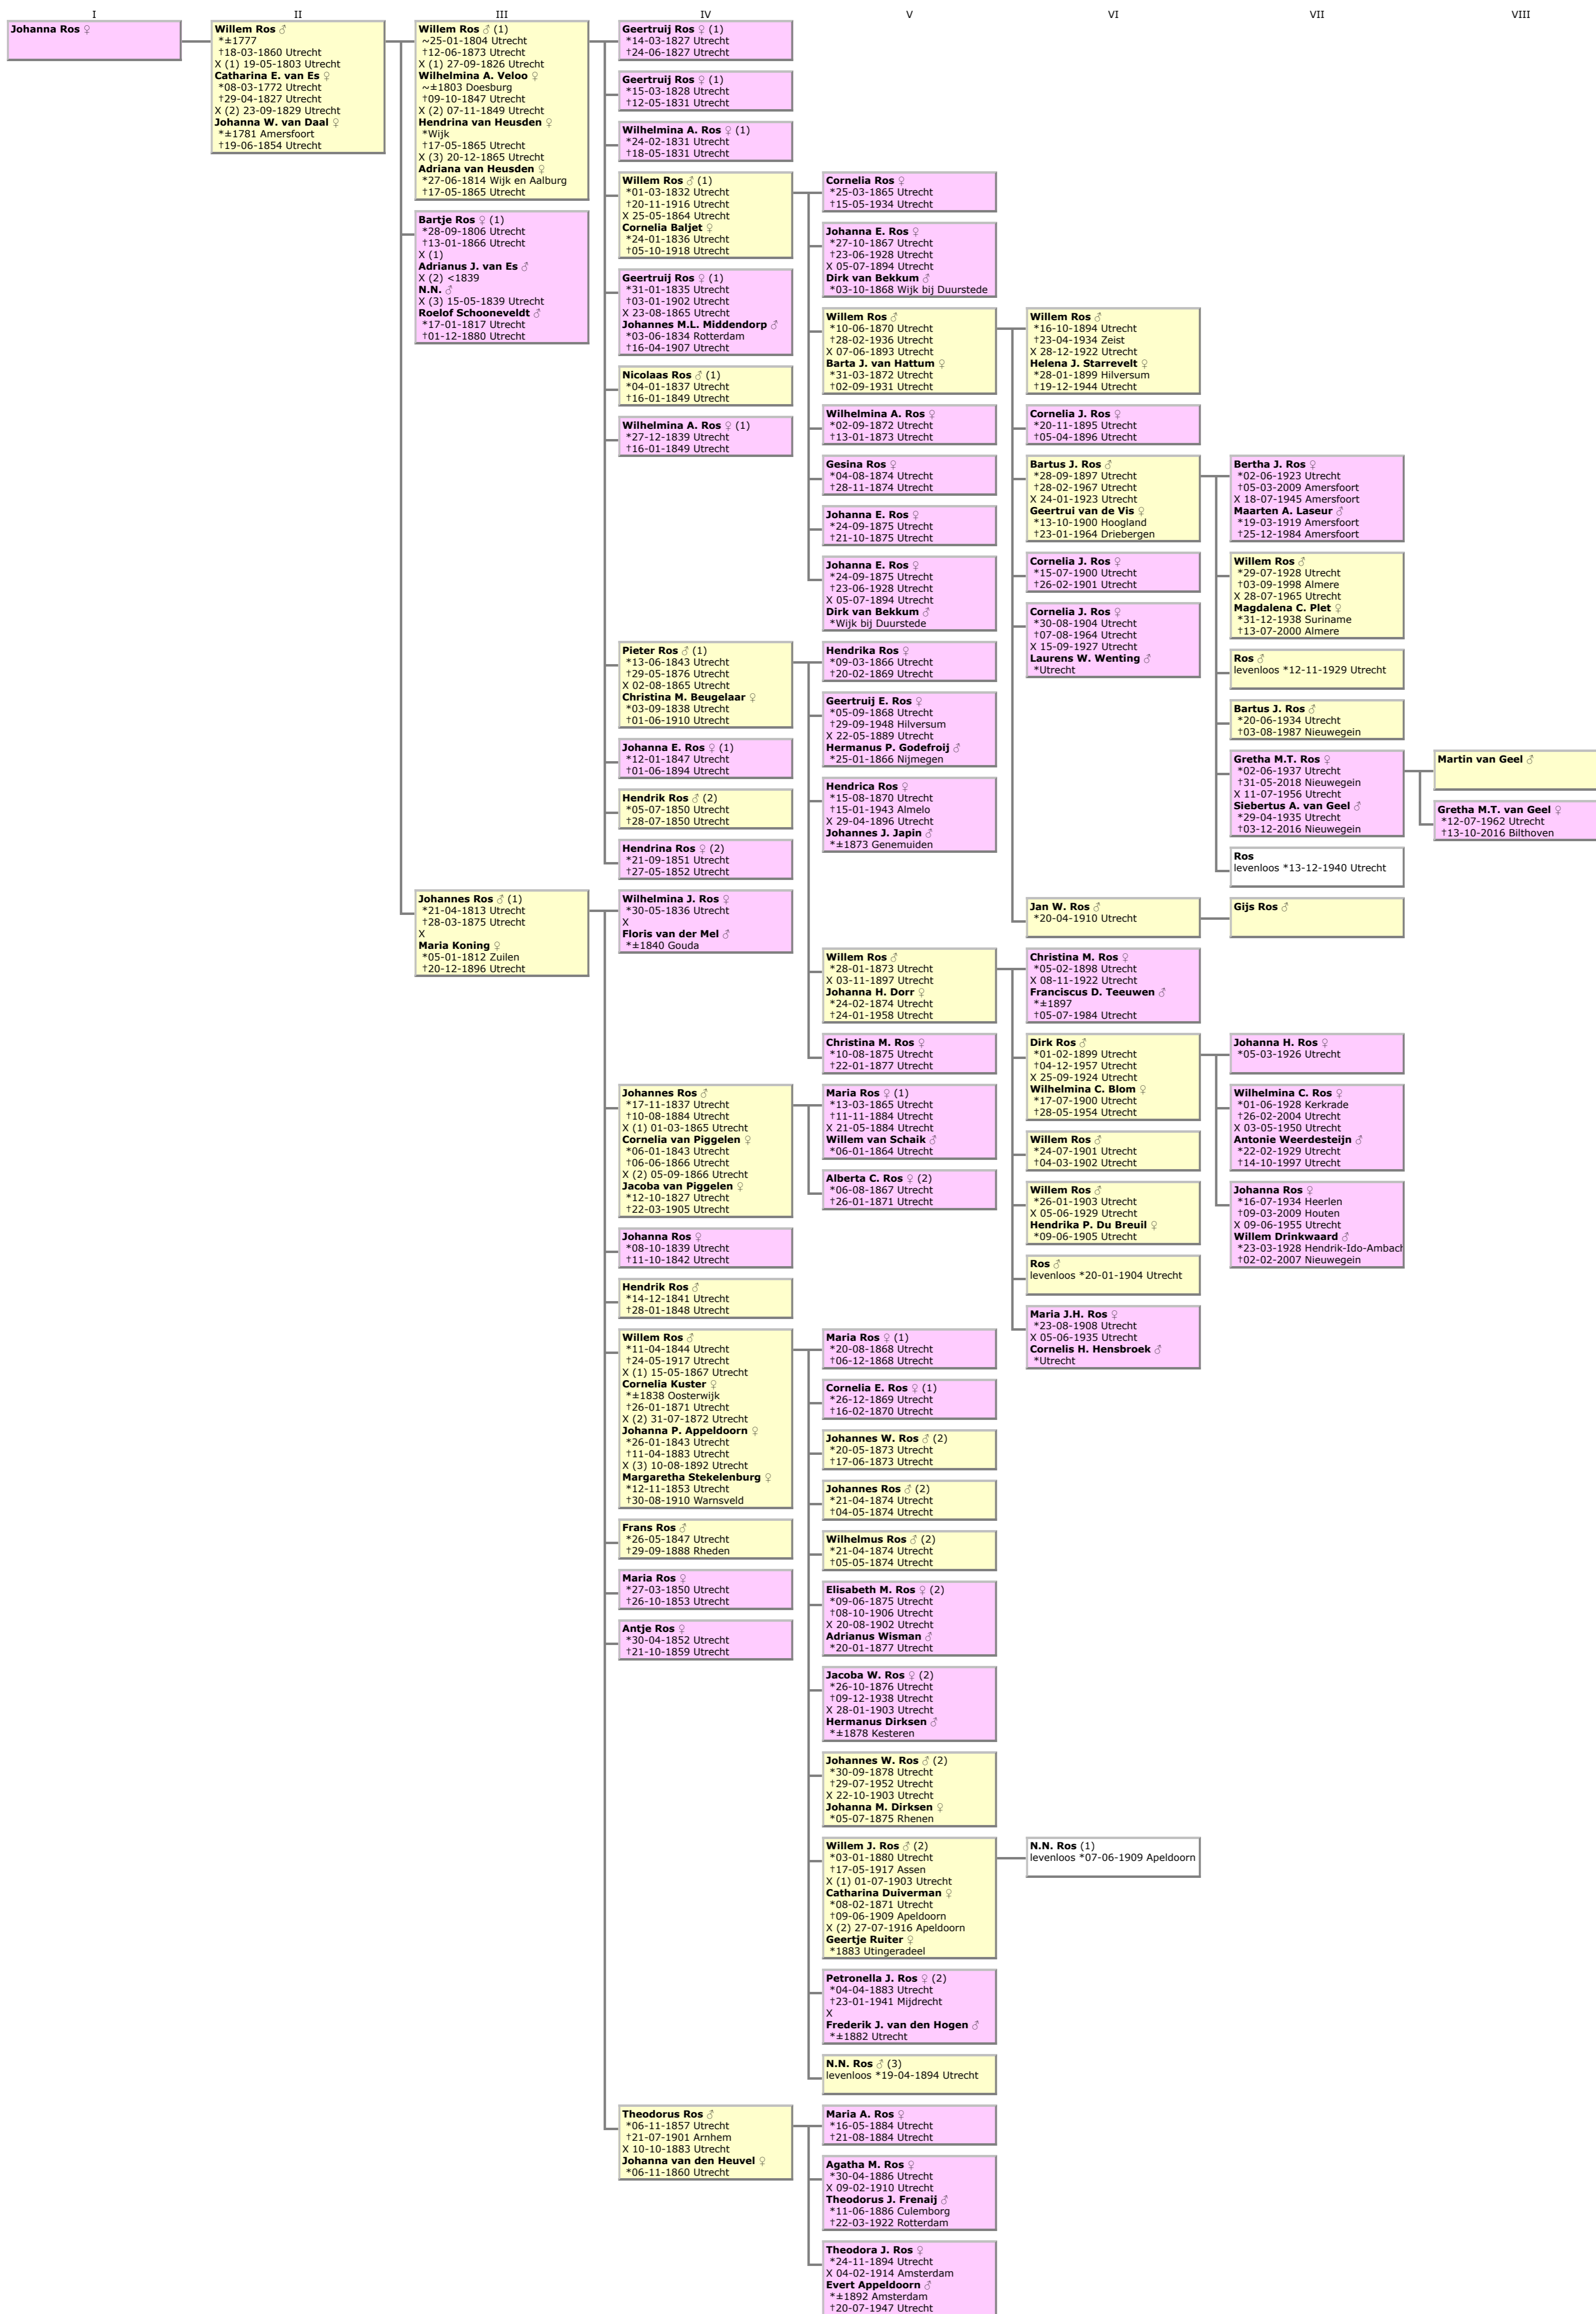 I
II
III
IV
V
VI
VII
VIII
Johanna Ros ♀
Willem Ros ♂
*±1777
†18-03-1860 Utrecht
X (1) 19-05-1803 Utrecht
Catharina E. van Es ♀
*08-03-1772 Utrecht
†29-04-1827 Utrecht
X (2) 23-09-1829 Utrecht
Johanna W. van Daal ♀
*±1781 Amersfoort
†19-06-1854 Utrecht
Willem Ros ♂ (1)
~25-01-1804 Utrecht
†12-06-1873 Utrecht
X (1) 27-09-1826 Utrecht
Wilhelmina A. Veloo ♀
~±1803 Doesburg
†09-10-1847 Utrecht
X (2) 07-11-1849 Utrecht
Hendrina van Heusden ♀
*Wijk
†17-05-1865 Utrecht
X (3) 20-12-1865 Utrecht
Adriana van Heusden ♀
*27-06-1814 Wijk en Aalburg
†17-05-1865 Utrecht
Bartje Ros ♀ (1)
*28-09-1806 Utrecht
†13-01-1866 Utrecht
X (1)
Adrianus J. van Es ♂
X (2) <1839
N.N. ♂
X (3) 15-05-1839 Utrecht
Roelof Schooneveldt ♂
*17-01-1817 Utrecht
†01-12-1880 Utrecht
Johannes Ros ♂ (1)
*21-04-1813 Utrecht
†28-03-1875 Utrecht
X
Maria Koning ♀
*05-01-1812 Zuilen
†20-12-1896 Utrecht
Geertruij Ros ♀ (1)
*14-03-1827 Utrecht
†24-06-1827 Utrecht
Geertruij Ros ♀ (1)
*15-03-1828 Utrecht
†12-05-1831 Utrecht
Wilhelmina A. Ros ♀ (1)
*24-02-1831 Utrecht
†18-05-1831 Utrecht
Willem Ros ♂ (1)
*01-03-1832 Utrecht
†20-11-1916 Utrecht
X 25-05-1864 Utrecht
Cornelia Baljet ♀
*24-01-1836 Utrecht
†05-10-1918 Utrecht
Geertruij Ros ♀ (1)
*31-01-1835 Utrecht
†03-01-1902 Utrecht
X 23-08-1865 Utrecht
Johannes M.L. Middendorp ♂
*03-06-1834 Rotterdam
†16-04-1907 Utrecht
Nicolaas Ros ♂ (1)
*04-01-1837 Utrecht
†16-01-1849 Utrecht
Wilhelmina A. Ros ♀ (1)
*27-12-1839 Utrecht
†16-01-1849 Utrecht
Pieter Ros ♂ (1)
*13-06-1843 Utrecht
†29-05-1876 Utrecht
X 02-08-1865 Utrecht
Christina M. Beugelaar ♀
*03-09-1838 Utrecht
†01-06-1910 Utrecht
Johanna E. Ros ♀ (1)
*12-01-1847 Utrecht
†01-06-1894 Utrecht
Hendrik Ros ♂ (2)
*05-07-1850 Utrecht
†28-07-1850 Utrecht
Hendrina Ros ♀ (2)
*21-09-1851 Utrecht
†27-05-1852 Utrecht
Wilhelmina J. Ros ♀
*30-05-1836 Utrecht
X
Floris van der Mel ♂
*±1840 Gouda
Johannes Ros ♂
*17-11-1837 Utrecht
†10-08-1884 Utrecht
X (1) 01-03-1865 Utrecht
Cornelia van Piggelen ♀
*06-01-1843 Utrecht
†06-06-1866 Utrecht
X (2) 05-09-1866 Utrecht
Jacoba van Piggelen ♀
*12-10-1827 Utrecht
†22-03-1905 Utrecht
Johanna Ros ♀
*08-10-1839 Utrecht
†11-10-1842 Utrecht
Hendrik Ros ♂
*14-12-1841 Utrecht
†28-01-1848 Utrecht
Willem Ros ♂
*11-04-1844 Utrecht
†24-05-1917 Utrecht
X (1) 15-05-1867 Utrecht
Cornelia Kuster ♀
*±1838 Oosterwijk
†26-01-1871 Utrecht
X (2) 31-07-1872 Utrecht
Johanna P. Appeldoorn ♀
*26-01-1843 Utrecht
†11-04-1883 Utrecht
X (3) 10-08-1892 Utrecht
Margaretha Stekelenburg ♀
*12-11-1853 Utrecht
†30-08-1910 Warnsveld
Frans Ros ♂
*26-05-1847 Utrecht
†29-09-1888 Rheden
Maria Ros ♀
*27-03-1850 Utrecht
†26-10-1853 Utrecht
Antje Ros ♀
*30-04-1852 Utrecht
†21-10-1859 Utrecht
Theodorus Ros ♂
*06-11-1857 Utrecht
†21-07-1901 Arnhem
X 10-10-1883 Utrecht
Johanna van den Heuvel ♀
*06-11-1860 Utrecht
Cornelia Ros ♀
*25-03-1865 Utrecht
†15-05-1934 Utrecht
Johanna E. Ros ♀
*27-10-1867 Utrecht
†23-06-1928 Utrecht
X 05-07-1894 Utrecht
Dirk van Bekkum ♂
*03-10-1868 Wijk bij Duurstede
Willem Ros ♂
*10-06-1870 Utrecht
†28-02-1936 Utrecht
X 07-06-1893 Utrecht
Barta J. van Hattum ♀
*31-03-1872 Utrecht
†02-09-1931 Utrecht
Wilhelmina A. Ros ♀
*02-09-1872 Utrecht
†13-01-1873 Utrecht
Gesina Ros ♀
*04-08-1874 Utrecht
†28-11-1874 Utrecht
Johanna E. Ros ♀
*24-09-1875 Utrecht
†21-10-1875 Utrecht
Johanna E. Ros ♀
*24-09-1875 Utrecht
†23-06-1928 Utrecht
X 05-07-1894 Utrecht
Dirk van Bekkum ♂
*Wijk bij Duurstede
Hendrika Ros ♀
*09-03-1866 Utrecht
†20-02-1869 Utrecht
Geertruij E. Ros ♀
*05-09-1868 Utrecht
†29-09-1948 Hilversum
X 22-05-1889 Utrecht
Hermanus P. Godefroij ♂
*25-01-1866 Nijmegen
Hendrica Ros ♀
*15-08-1870 Utrecht
†15-01-1943 Almelo
X 29-04-1896 Utrecht
Johannes J. Japin ♂
*±1873 Genemuiden
Willem Ros ♂
*28-01-1873 Utrecht
X 03-11-1897 Utrecht
Johanna H. Dorr ♀
*24-02-1874 Utrecht
†24-01-1958 Utrecht
Christina M. Ros ♀
*10-08-1875 Utrecht
†22-01-1877 Utrecht
Maria Ros ♀ (1)
*13-03-1865 Utrecht
†11-11-1884 Utrecht
X 21-05-1884 Utrecht
Willem van Schaik ♂
*06-01-1864 Utrecht
Alberta C. Ros ♀ (2)
*06-08-1867 Utrecht
†26-01-1871 Utrecht
Maria Ros ♀ (1)
*20-08-1868 Utrecht
†06-12-1868 Utrecht
Cornelia E. Ros ♀ (1)
*26-12-1869 Utrecht
†16-02-1870 Utrecht
Johannes W. Ros ♂ (2)
*20-05-1873 Utrecht
†17-06-1873 Utrecht
Johannes Ros ♂ (2)
*21-04-1874 Utrecht
†04-05-1874 Utrecht
Wilhelmus Ros ♂ (2)
*21-04-1874 Utrecht
†05-05-1874 Utrecht
Elisabeth M. Ros ♀ (2)
*09-06-1875 Utrecht
†08-10-1906 Utrecht
X 20-08-1902 Utrecht
Adrianus Wisman ♂
*20-01-1877 Utrecht
Jacoba W. Ros ♀ (2)
*26-10-1876 Utrecht
†09-12-1938 Utrecht
X 28-01-1903 Utrecht
Hermanus Dirksen ♂
*±1878 Kesteren
Johannes W. Ros ♂ (2)
*30-09-1878 Utrecht
†29-07-1952 Utrecht
X 22-10-1903 Utrecht
Johanna M. Dirksen ♀
*05-07-1875 Rhenen
Willem J. Ros ♂ (2)
*03-01-1880 Utrecht
†17-05-1917 Assen
X (1) 01-07-1903 Utrecht
Catharina Duiverman ♀
*08-02-1871 Utrecht
†09-06-1909 Apeldoorn
X (2) 27-07-1916 Apeldoorn
Geertje Ruiter ♀
*1883 Utingeradeel
Petronella J. Ros ♀ (2)
*04-04-1883 Utrecht
†23-01-1941 Mijdrecht
X
Frederik J. van den Hogen ♂
*±1882 Utrecht
N.N. Ros ♂ (3)
levenloos *19-04-1894 Utrecht
Maria A. Ros ♀
*16-05-1884 Utrecht
†21-08-1884 Utrecht
Agatha M. Ros ♀
*30-04-1886 Utrecht
X 09-02-1910 Utrecht
Theodorus J. Frenaij ♂
*11-06-1886 Culemborg
†22-03-1922 Rotterdam
Theodora J. Ros ♀
*24-11-1894 Utrecht
X 04-02-1914 Amsterdam
Evert Appeldoorn ♂
*±1892 Amsterdam
†20-07-1947 Utrecht
Willem Ros ♂
*16-10-1894 Utrecht
†23-04-1934 Zeist
X 28-12-1922 Utrecht
Helena J. Starrevelt ♀
*28-01-1899 Hilversum
†19-12-1944 Utrecht
Cornelia J. Ros ♀
*20-11-1895 Utrecht
†05-04-1896 Utrecht
Bartus J. Ros ♂
*28-09-1897 Utrecht
†28-02-1967 Utrecht
X 24-01-1923 Utrecht
Geertrui van de Vis ♀
*13-10-1900 Hoogland
†23-01-1964 Driebergen
Cornelia J. Ros ♀
*15-07-1900 Utrecht
†26-02-1901 Utrecht
Cornelia J. Ros ♀
*30-08-1904 Utrecht
†07-08-1964 Utrecht
X 15-09-1927 Utrecht
Laurens W. Wenting ♂
*Utrecht
Jan W. Ros ♂
*20-04-1910 Utrecht
Christina M. Ros ♀
*05-02-1898 Utrecht
X 08-11-1922 Utrecht
Franciscus D. Teeuwen ♂
*±1897
†05-07-1984 Utrecht
Dirk Ros ♂
*01-02-1899 Utrecht
†04-12-1957 Utrecht
X 25-09-1924 Utrecht
Wilhelmina C. Blom ♀
*17-07-1900 Utrecht
†28-05-1954 Utrecht
Willem Ros ♂
*24-07-1901 Utrecht
†04-03-1902 Utrecht
Willem Ros ♂
*26-01-1903 Utrecht
X 05-06-1929 Utrecht
Hendrika P. Du Breuil ♀
*09-06-1905 Utrecht
Ros ♂
levenloos *20-01-1904 Utrecht
Maria J.H. Ros ♀
*23-08-1908 Utrecht
X 05-06-1935 Utrecht
Cornelis H. Hensbroek ♂
*Utrecht
N.N. Ros (1)
levenloos *07-06-1909 Apeldoorn
Bertha J. Ros ♀
*02-06-1923 Utrecht
†05-03-2009 Amersfoort
X 18-07-1945 Amersfoort
Maarten A. Laseur ♂
*19-03-1919 Amersfoort
†25-12-1984 Amersfoort
Willem Ros ♂
*29-07-1928 Utrecht
†03-09-1998 Almere
X 28-07-1965 Utrecht
Magdalena C. Plet ♀
*31-12-1938 Suriname
†13-07-2000 Almere
Ros ♂
levenloos *12-11-1929 Utrecht
Bartus J. Ros ♂
*20-06-1934 Utrecht
†03-08-1987 Nieuwegein
Gretha M.T. Ros ♀
*02-06-1937 Utrecht
†31-05-2018 Nieuwegein
X 11-07-1956 Utrecht
Siebertus A. van Geel ♂
*29-04-1935 Utrecht
†03-12-2016 Nieuwegein
Ros
levenloos *13-12-1940 Utrecht
Gijs Ros ♂
Johanna H. Ros ♀
*05-03-1926 Utrecht
Wilhelmina C. Ros ♀
*01-06-1928 Kerkrade
†26-02-2004 Utrecht
X 03-05-1950 Utrecht
Antonie Weerdesteijn ♂
*22-02-1929 Utrecht
†14-10-1997 Utrecht
Johanna Ros ♀
*16-07-1934 Heerlen
†09-03-2009 Houten
X 09-06-1955 Utrecht
Willem Drinkwaard ♂
*23-03-1928 Hendrik-Ido-Ambach
†02-02-2007 Nieuwegein
Martin van Geel ♂
Gretha M.T. van Geel ♀
*12-07-1962 Utrecht
†13-10-2016 Bilthoven